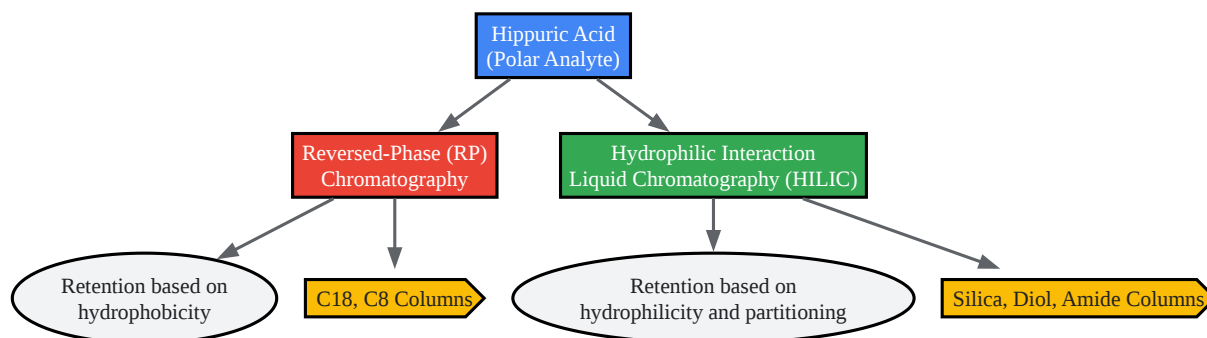 Hippuric Acid
(Polar Analyte)
Reversed-Phase (RP)
Chromatography
Hydrophilic Interaction
Liquid Chromatography (HILIC)
Retention based on
hydrophobicity
C18, C8 Columns
Retention based on
hydrophilicity and partitioning
Silica, Diol, Amide Columns